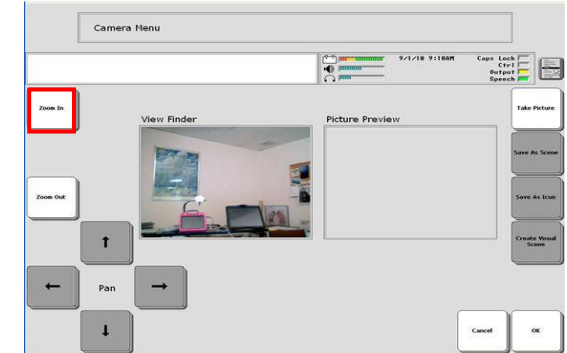 Camera Menu
9/1/10 9:10AM
Caps Lock
Ctrl
Output
Speech
Zoom In
Take Picture
View Finder
Picture Preview
Save As Scene
Zoom Out
Save As Icon
Create Visual
Scene
Pan
Cancel
OK